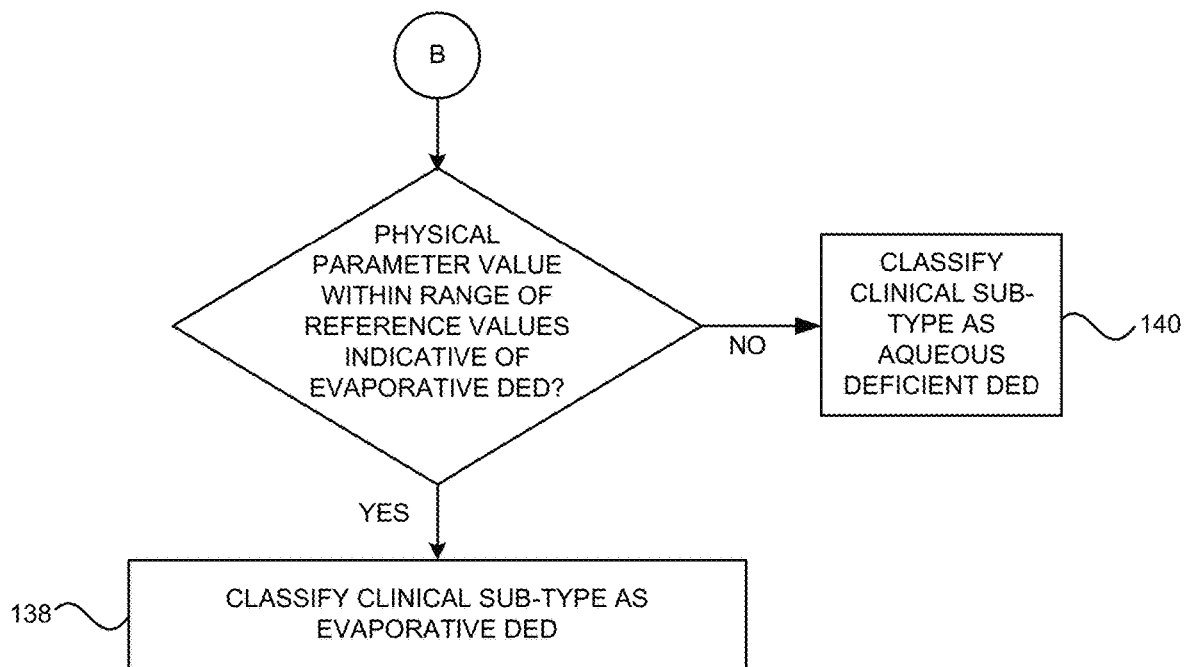 B
PHYSICAL
PARAMETER VALUE
WITHIN RANGE OF
REFERENCE VALUES
INDICATIVE OF
EVAPORATIVE DED?
NO
CLASSIFY
CLINICAL SUB-
TYPE AS
AQUEOUS
DEFICIENT DED
140
YES
138
CLASSIFY CLINICAL SUB-TYPE AS
EVAPORATIVE DED